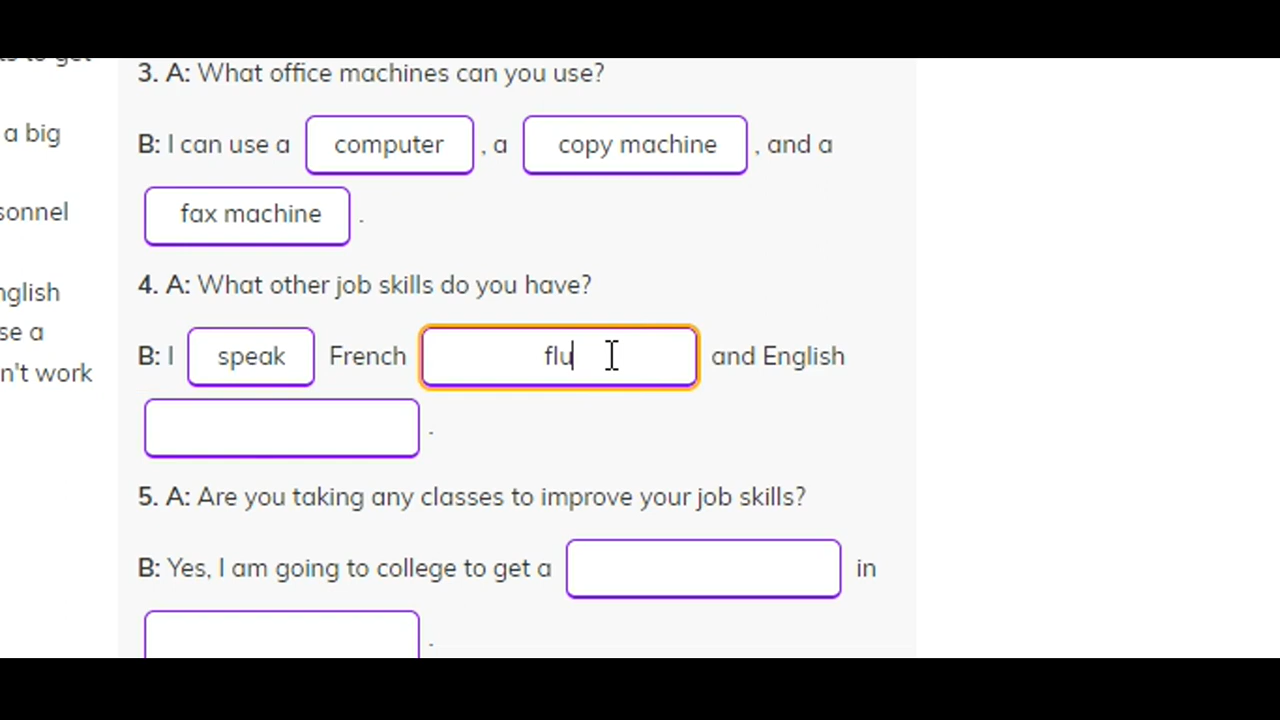 3. A: What office machines can you use?
a big
B: I can use a computer , a copy machine , and a
sonnel
fax machine .
4. A: What other job skills do you have?
nglish
se a
B: I speak French flu and English
n't work
.
5. A: Are you taking any classes to improve your job skills?
B: Yes, I am going to college to get a in
.